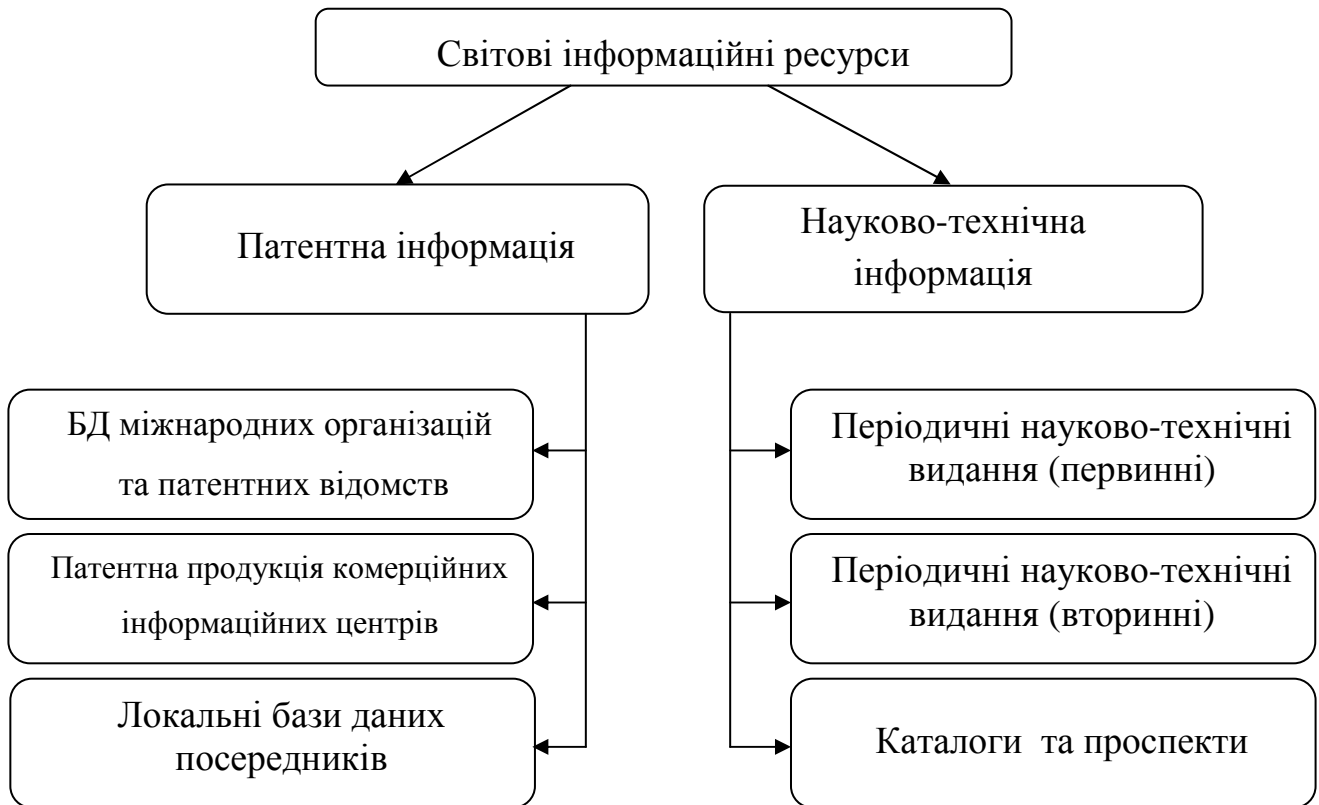 Світові інформаційні ресурси
Патентна інформація
Науково-технічна
інформація
БД міжнародних організацій
та патентних відомств
Патентна продукція комерційних
інформаційних центрів
Локальні бази даних
посередників
Періодичні науково-технічні
видання (первинні)
Періодичні науково-технічні
видання (вторинні)
Каталоги та проспекти